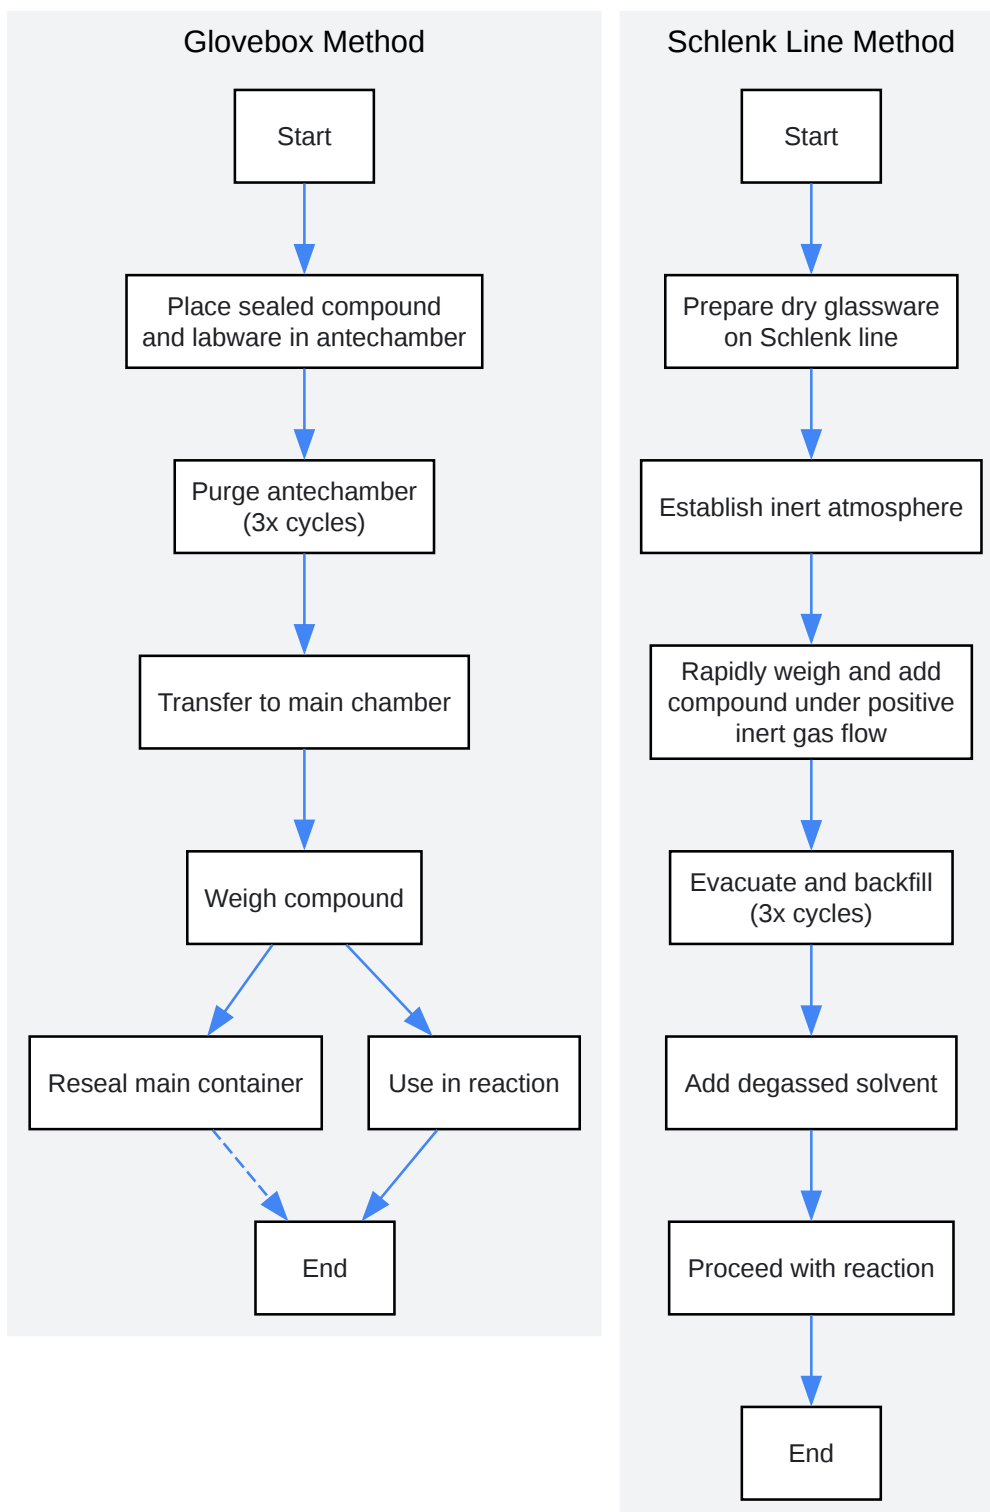 Glovebox Method
Start
Place sealed compound
and labware in antechamber
Purge antechamber
(3x cycles)
Transfer to main chamber
Weigh compound
Reseal main container
Use in reaction
End
Schlenk Line Method
Start
Prepare dry glassware
on Schlenk line
Establish inert atmosphere
Rapidly weigh and add
compound under positive
inert gas flow
Evacuate and backfill
(3x cycles)
Add degassed solvent
Proceed with reaction
End